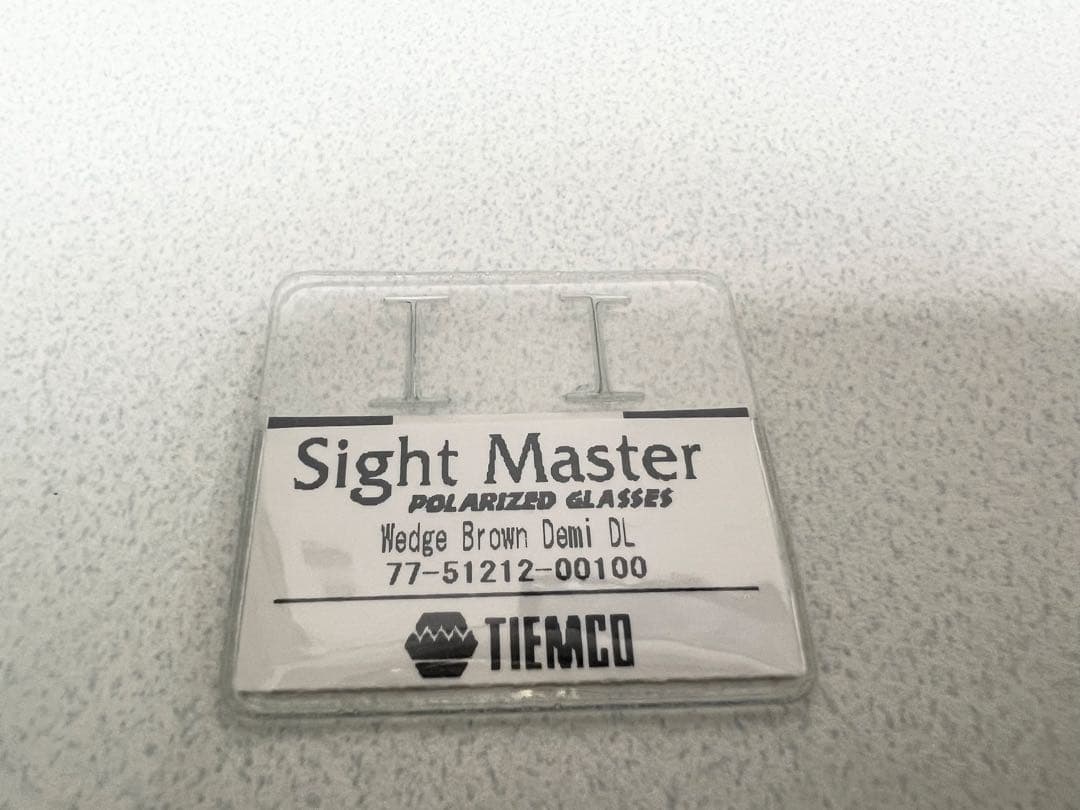 Sight Master
POLARIZED GLASSES
Wedge Brown Demi DL
77-51212-00100
TIEMCO